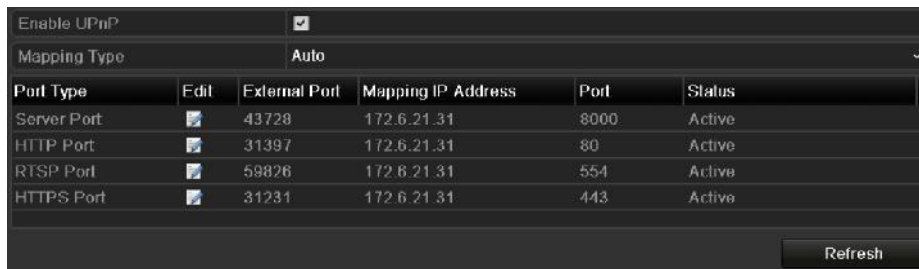 Enable UPnP
Mapping Type Auto
Port Type Edit External Port Mapping IP Address Port Status
Server Port 43728 172.6.21.31 8000 Active
HTTP Port 31397 172.6.21.31 80 Active
RTSP Port 59826 172.6.21.31 554 Active
HTTPS Port 31231 172.6.21.31 443 Active
Refresh